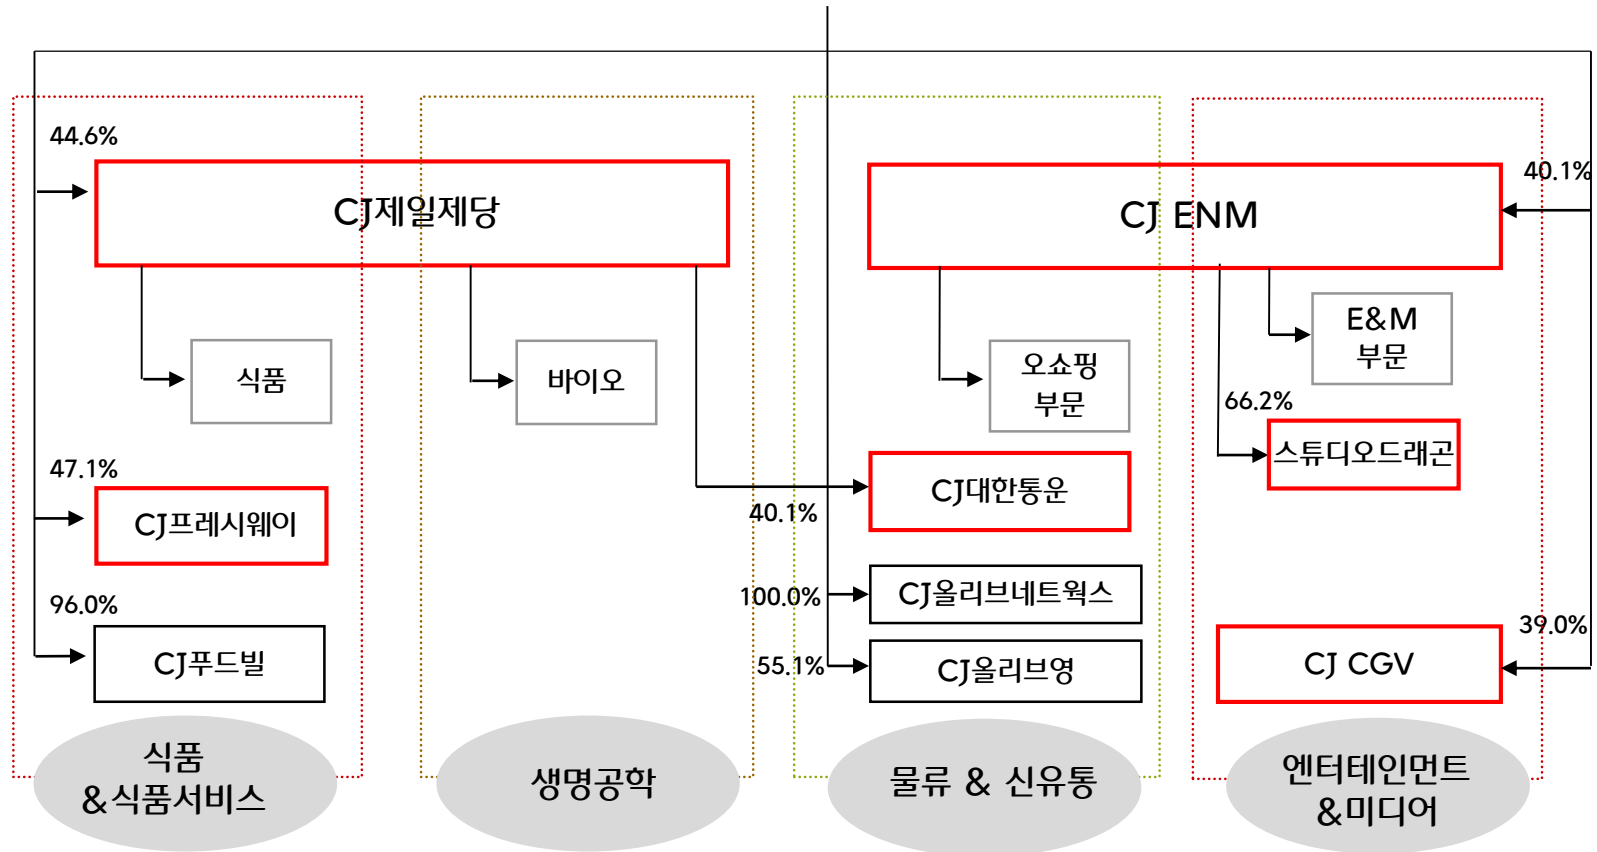 44.6%
CJ제일제당
CJ ENM
40.1%
식품
바이오
오쇼핑
부문
E&M
부문
66.2%
스튜디오드래곤
47.1%
CJ프레시웨이
CJ대한통운
40.1%
96.0%
CJ푸드빌
100.0%
CJ올리브네트웍스
55.1%
CJ올리브영
39.0%
CJ CGV
식품
&식품서비스
생명공학
물류 & 신유통
엔터테인먼트
&미디어